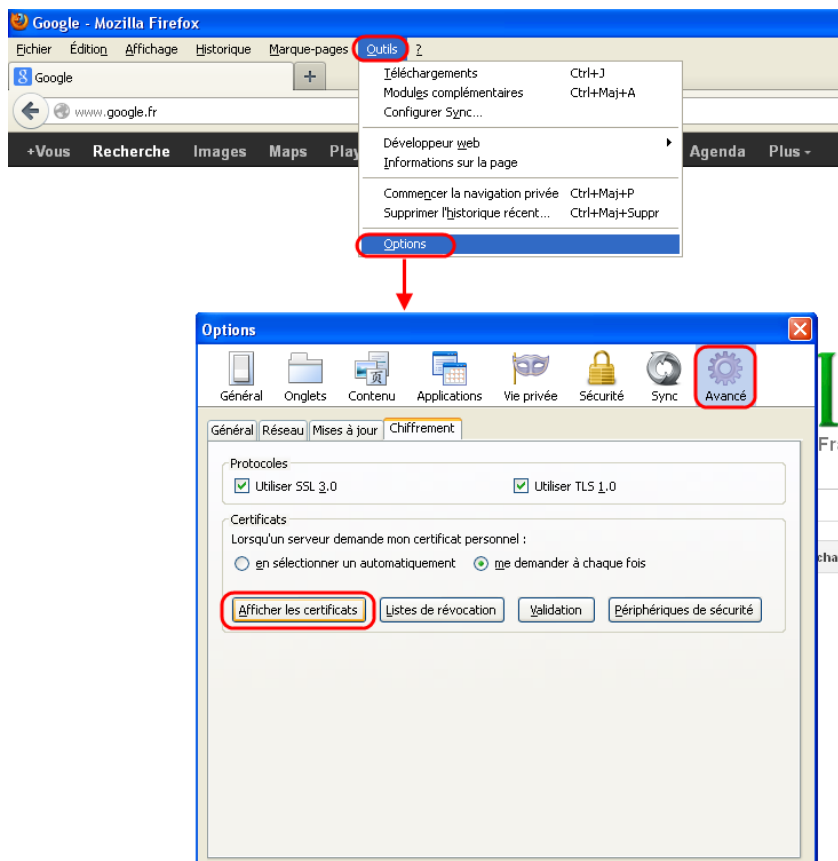 Google - Mozilla Firefox
Fichier Édition Affichage Historique Marque-pages Outils ?
8 Google +
www.google.fr
+Vous Recherche Images Maps Play Agenda Plus
Téléchargements Ctrl+J
Modules complémentaires Ctrl+Maj+A
Configurer Sync...
Développeur web
Informations sur la page
Commencer la navigation privée Ctrl+Maj+P
Supprimer l'historique récent... Ctrl+Maj+Suppr
Options
Options
Général Onglets Contenu Applications Vie privée Sécurité Sync Avancé
Général Réseau Mises à jour Chiffrement
Protocoles
Utiliser SSL 3.0 Utiliser TLS 1.0
Certificats
Lorsqu'un serveur demande mon certificat personnel :
en sélectionner un automatiquement me demander à chaque fois
Afficher les certificats Listes de révocation Validation Périphériques de sécurité